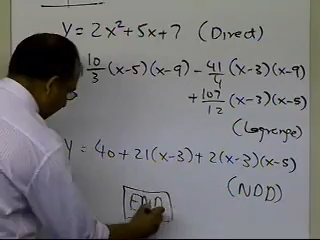 Y = 2x² + 5x + 7 (Direct)
10/3 (x-5)(x-9) - 41/4 (x-3)(x-9)
+ 107/12 (x-3)(x-5)
(Lagrange)
Y = 40 + 21(x-3) + 2(x-3)(x-5)
(NDD)
END